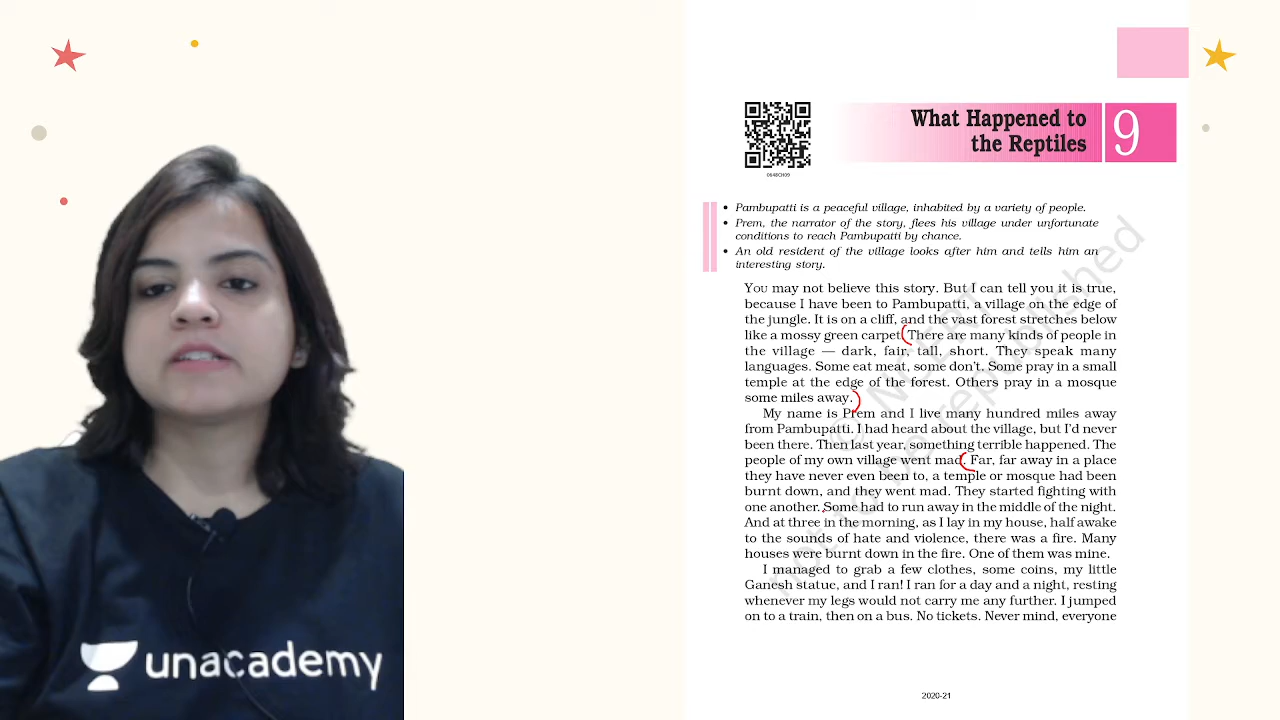 What Happened to
the Reptiles
9
0648CH09
• Pambupatti is a peaceful village, inhabited by a variety of people.
• Prem, the narrator of the story, flees his village under unfortunate
conditions to reach Pambupatti by chance.
• An old resident of the village looks after him and tells him an
interesting story.
YOU may not believe this story. But I can tell you it is true,
because I have been to Pambupatti, a village on the edge of
the jungle. It is on a cliff, and the vast forest stretches below
like a mossy green carpet. There are many kinds of people in
the village — dark, fair, tall, short. They speak many
languages. Some eat meat, some don't. Some pray in a small
temple at the edge of the forest. Others pray in a mosque
some miles away.
My name is Prem and I live many hundred miles away
from Pambupatti. I had heard about the village, but I'd never
been there. Then last year, something terrible happened. The
people of my own village went mad. Far, far away in a place
they have never even been to, a temple or mosque had been
burnt down, and they went mad. They started fighting with
one another. Some had to run away in the middle of the night.
And at three in the morning, as I lay in my house, half awake
to the sounds of hate and violence, there was a fire. Many
houses were burnt down in the fire. One of them was mine.
I managed to grab a few clothes, some coins, my little
Ganesh statue, and I ran! I ran for a day and a night, resting
whenever my legs would not carry me any further. I jumped
on to a train, then on a bus. No tickets. Never mind, everyone
2020-21
© NCERT
not to be republished
unacademy